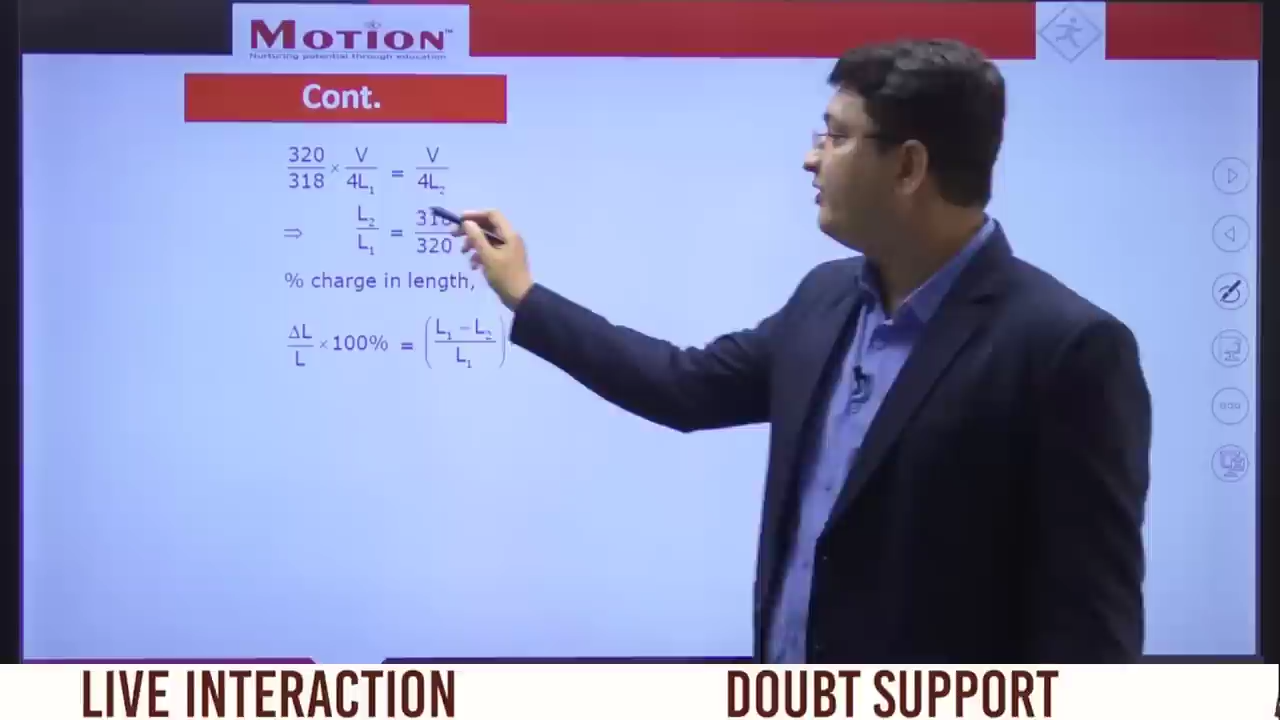 MOTION™
Nurturing potential through education
Cont.
320/318 × V/4L₁ = V/4L₂
⇒ L₂/L₁ = 318/320
% charge in length,
ΔL/L × 100% = (L₁ − L₂/L₁)
LIVE INTERACTION
DOUBT SUPPORT